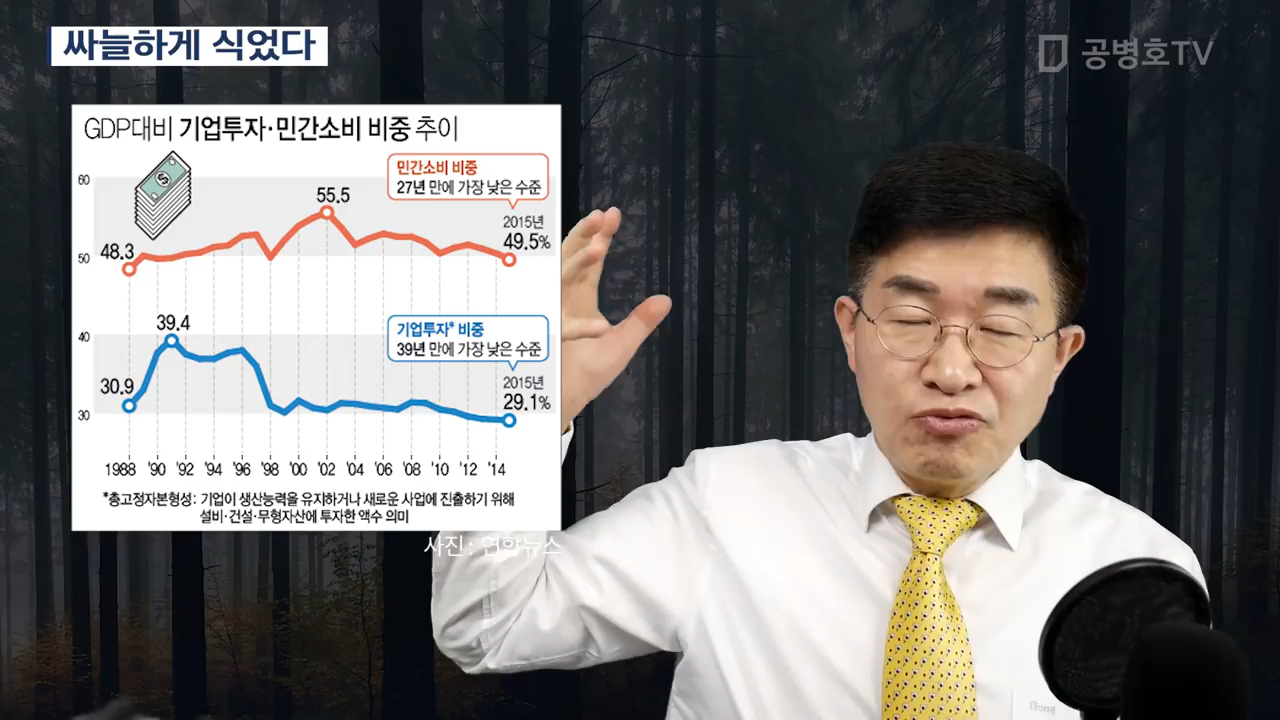 싸늘하게 식었다
공병호TV
GDP대비 기업투자·민간소비 비중 추이
60
민간소비 비중
27년 만에 가장 낮은 수준
55.5
2015년
49.5%
48.3
50
40
39.4
기업투자* 비중
39년 만에 가장 낮은 수준
30.9
2015년
29.1%
30
1988 '90 '92 '94 '96 '98 '00 '02 '04 '06 '08 '10 '12 '14
*총고정자본형성: 기업이 생산능력을 유지하거나 새로운 사업에 진출하기 위해
설비·건설·무형자산에 투자한 액수 의미
사진: 연합뉴스